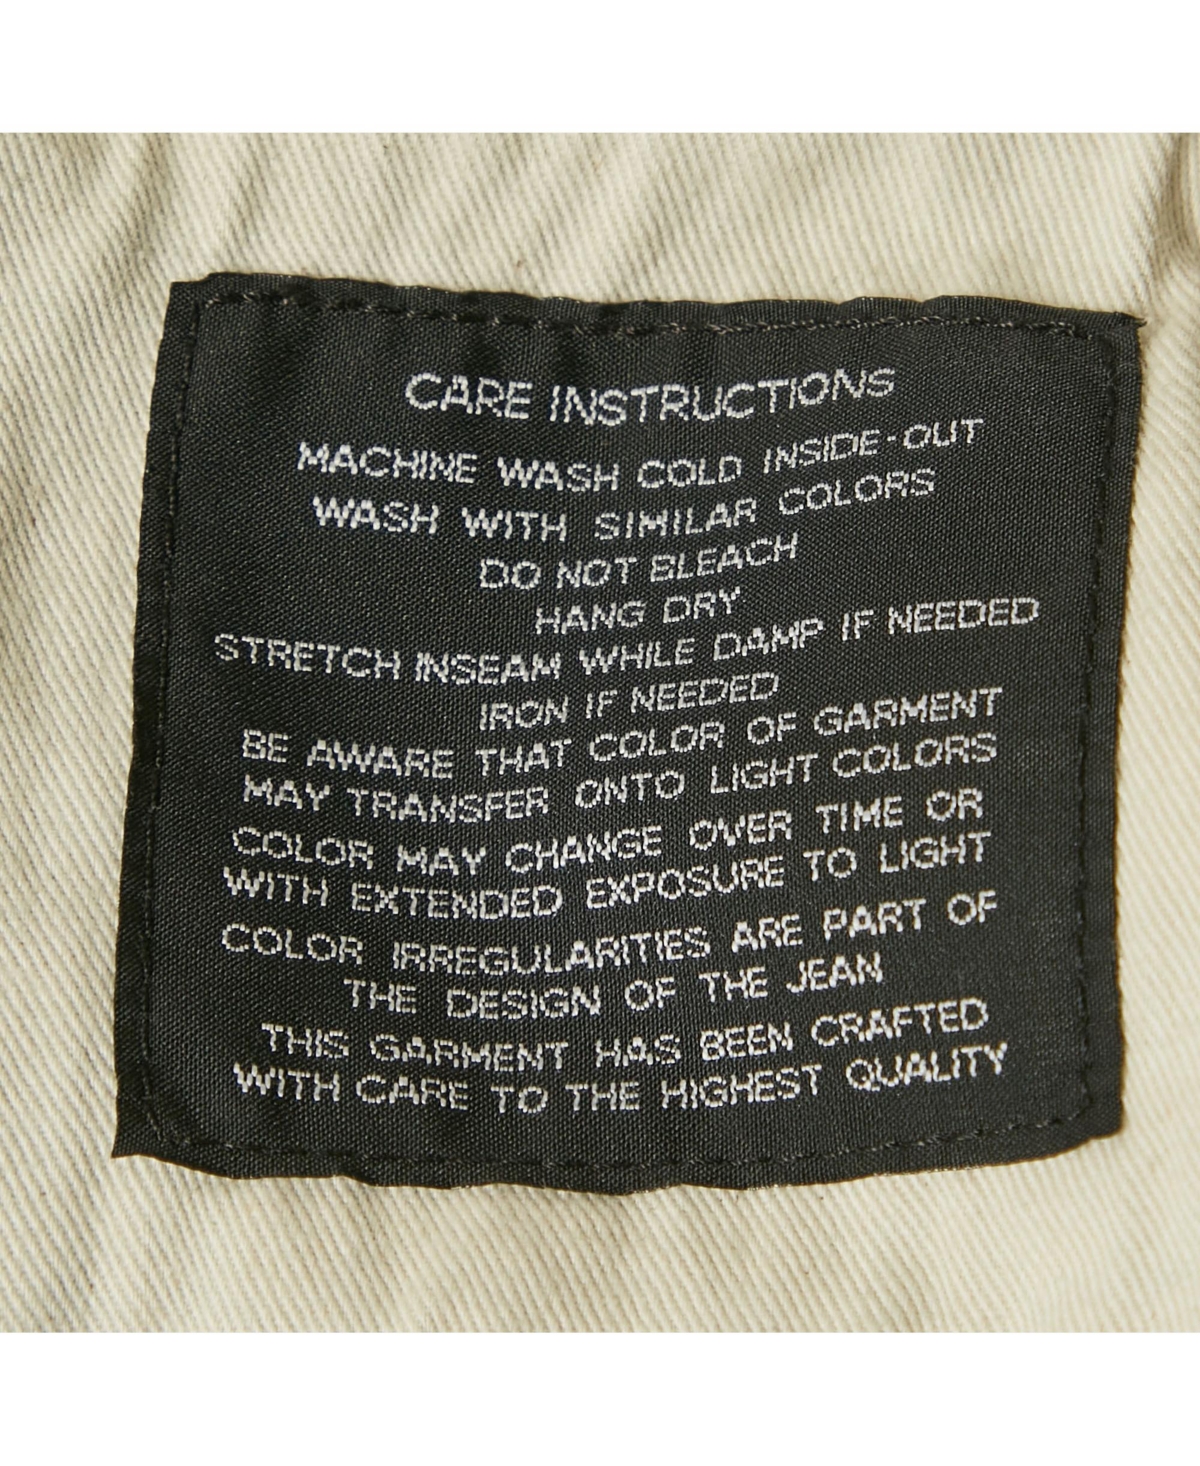 CARE INSTRUCTIONS
MACHINE WASH COLD INSIDE-OUT
WASH WITH SIMILAR COLORS
DO NOT BLEACH
HANG DRY
STRETCH INSEAM WHILE DAMP IF NEEDED
IRON IF NEEDED
BE AWARE THAT COLOR OF GARMENT
MAY TRANSFER ONTO LIGHT COLORS
COLOR MAY CHANGE OVER TIME OR
WITH EXTENDED EXPOSURE TO LIGHT
COLOR IRREGULARITIES ARE PART OF
THE DESIGN OF THE JEAN
THIS GARMENT HAS BEEN CRAFTED
WITH CARE TO THE HIGHEST QUALITY